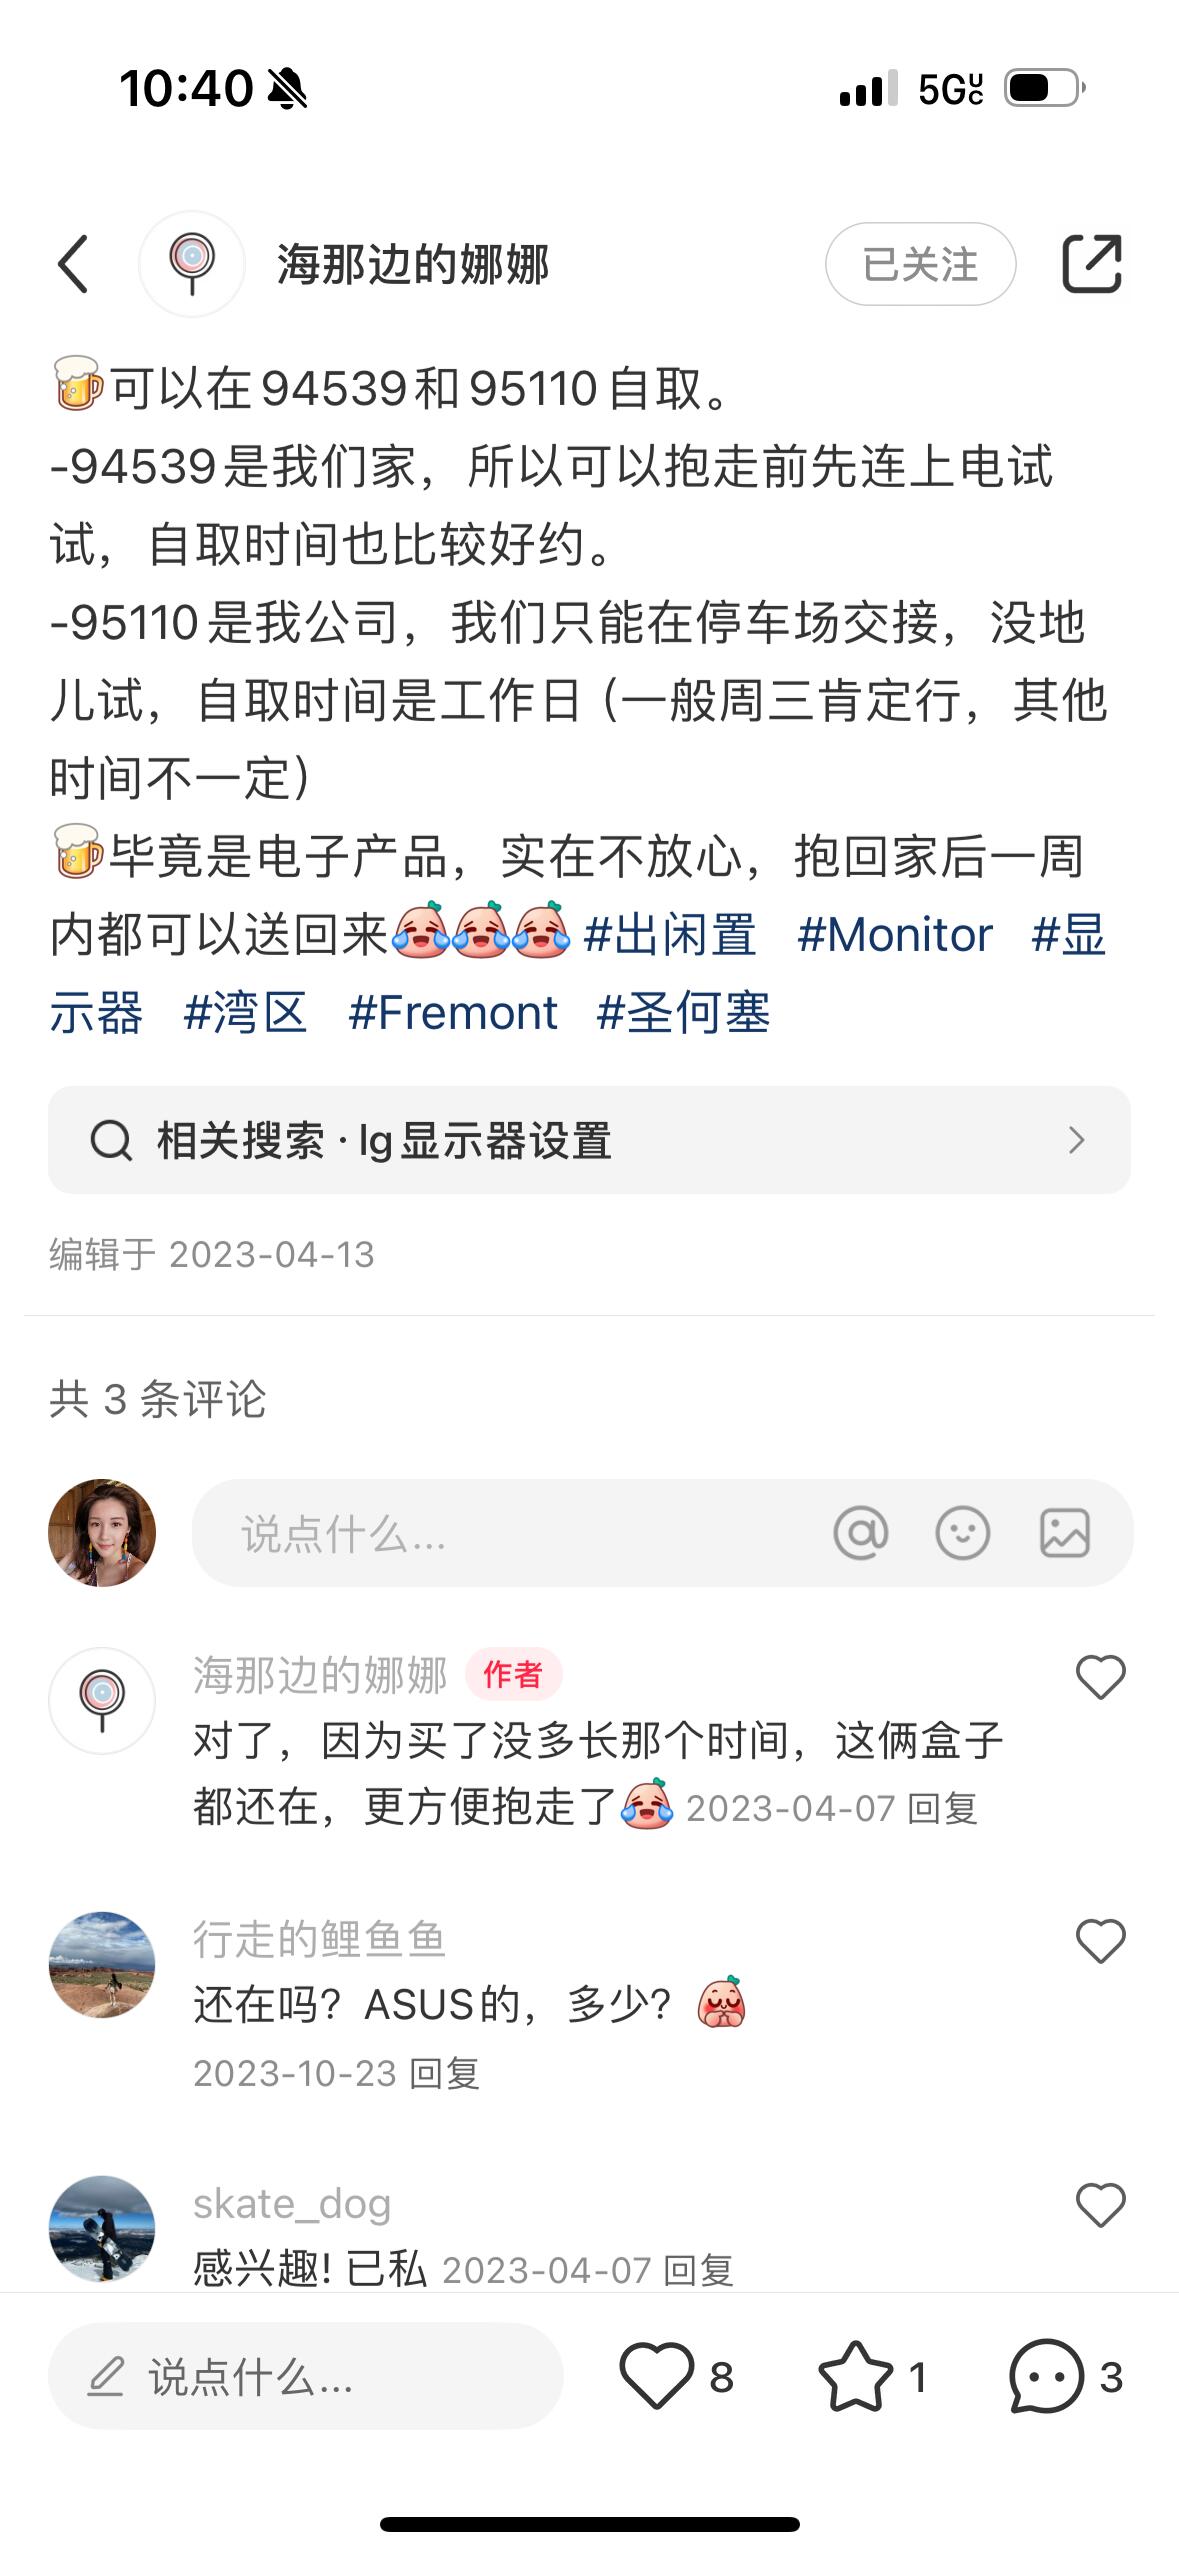 10:40
5GUC
海那边的娜娜
已关注
🍺可以在94539和95110自取。
-94539是我们家，所以可以抱走前先连上电试
试，自取时间也比较好约。
-95110是我公司，我们只能在停车场交接，没地
儿试，自取时间是工作日（一般周三肯定行，其他
时间不一定）
🍺毕竟是电子产品，实在不放心，抱回家后一周
内都可以送回来 #出闲置 #Monitor #显
示器 #湾区 #Fremont #圣何塞
相关搜索 · lg显示器设置
编辑于 2023-04-13
共 3 条评论
说点什么...
海那边的娜娜 作者
对了，因为买了没多长那个时间，这俩盒子
都还在，更方便抱走了 2023-04-07 回复
行走的鲤鱼鱼
还在吗？ASUS的，多少？
2023-10-23 回复
skate_dog
感兴趣! 已私 2023-04-07 回复
说点什么...
8
1
3